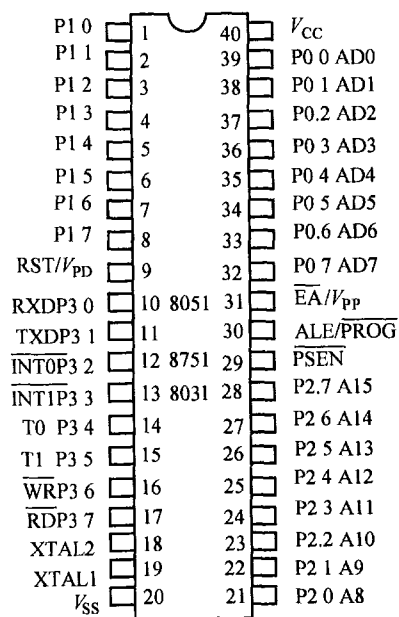 P1 0 1 40 VCC
P1 1 2 39 P0 0 AD0
P1 2 3 38 P0 1 AD1
P1 3 4 37 P0.2 AD2
P1 4 5 36 P0 3 AD3
P1 5 6 35 P0 4 AD4
P1 6 7 34 P0 5 AD5
P1 7 8 33 P0.6 AD6
RST/VPD 9 32 P0 7 AD7
RXDP3 0 10 8051 31 EA/VPP
TXDP3 1 11 30 ALE/PROG
INT0P3 2 12 8751 29 PSEN
INT1P3 3 13 8031 28 P2.7 A15
T0 P3 4 14 27 P2 6 A14
T1 P3 5 15 26 P2 5 A13
WRP3 6 16 25 P2 4 A12
RDP3 7 17 24 P2 3 A11
XTAL2 18 23 P2.2 A10
XTAL1 19 22 P2 1 A9
VSS 20 21 P2 0 A8